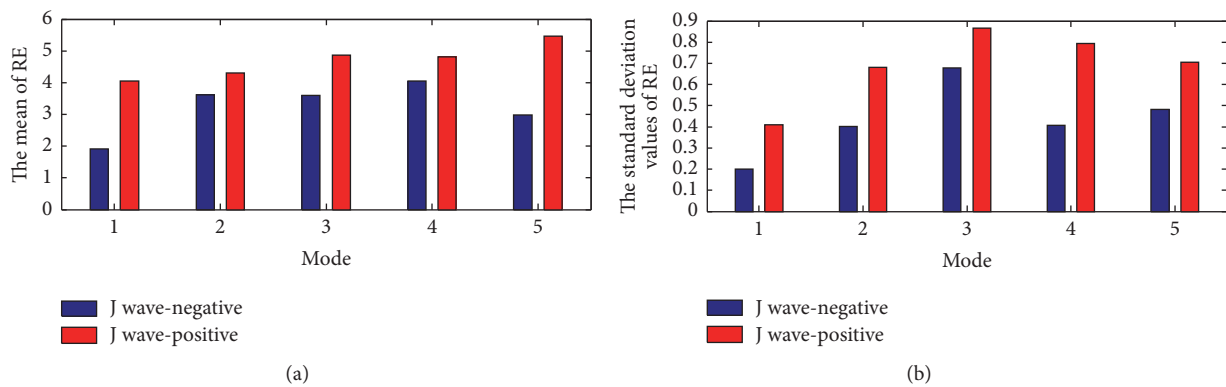 The mean of RE
6
5
4
3
2
1
0
1 2 3 4 5
Mode
J wave-negative
J wave-positive
(a)
The standard deviation
values of RE
0.9
0.8
0.7
0.6
0.5
0.4
0.3
0.2
0.1
0
1 2 3 4 5
Mode
J wave-negative
J wave-positive
(b)